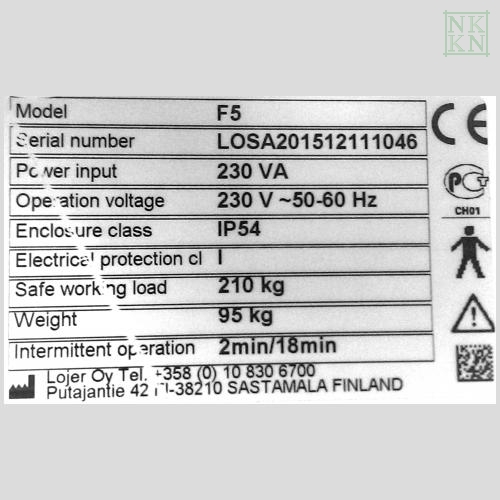 NK
KN
Model F5
Serial number LOSA201512111046
Power input 230 VA
Operation voltage 230 V ~50-60 Hz
Enclosure class IP54
Electrical protection cl I
Safe working load 210 kg
Weight 95 kg
Intermittent operation 2min/18min
Lojer Oy Tel. +358 (0) 10 830 6700
Putajantie 42 FI-38210 SASTAMALA FINLAND
CE
РСТ
CH01